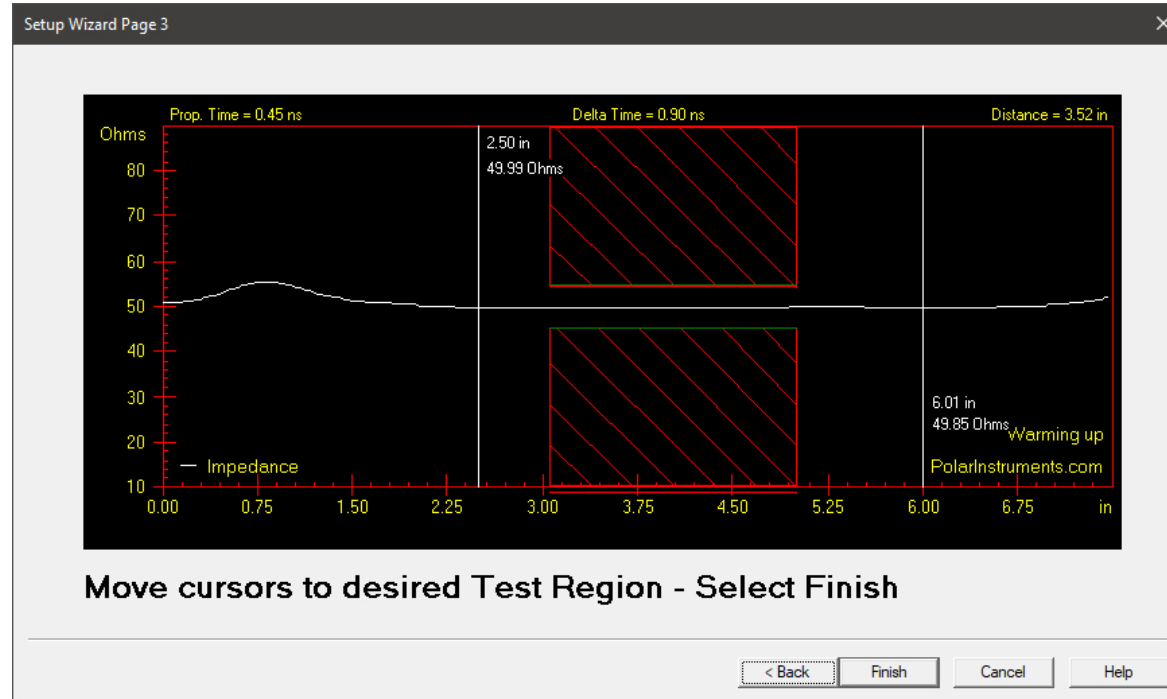 Setup Wizard Page 3
Prop. Time = 0.45 ns
Delta Time = 0.90 ns
Distance = 3.52 in
Ohms
2.50 in
49.99 Ohms
80
70
60
50
40
30
20
10
6.01 in
49.85 Ohms
Warming up
Impedance
PolarInstruments.com
0.00 0.75 1.50 2.25 3.00 3.75 4.50 5.25 6.00 6.75 in
Move cursors to desired Test Region - Select Finish
< Back Finish Cancel Help